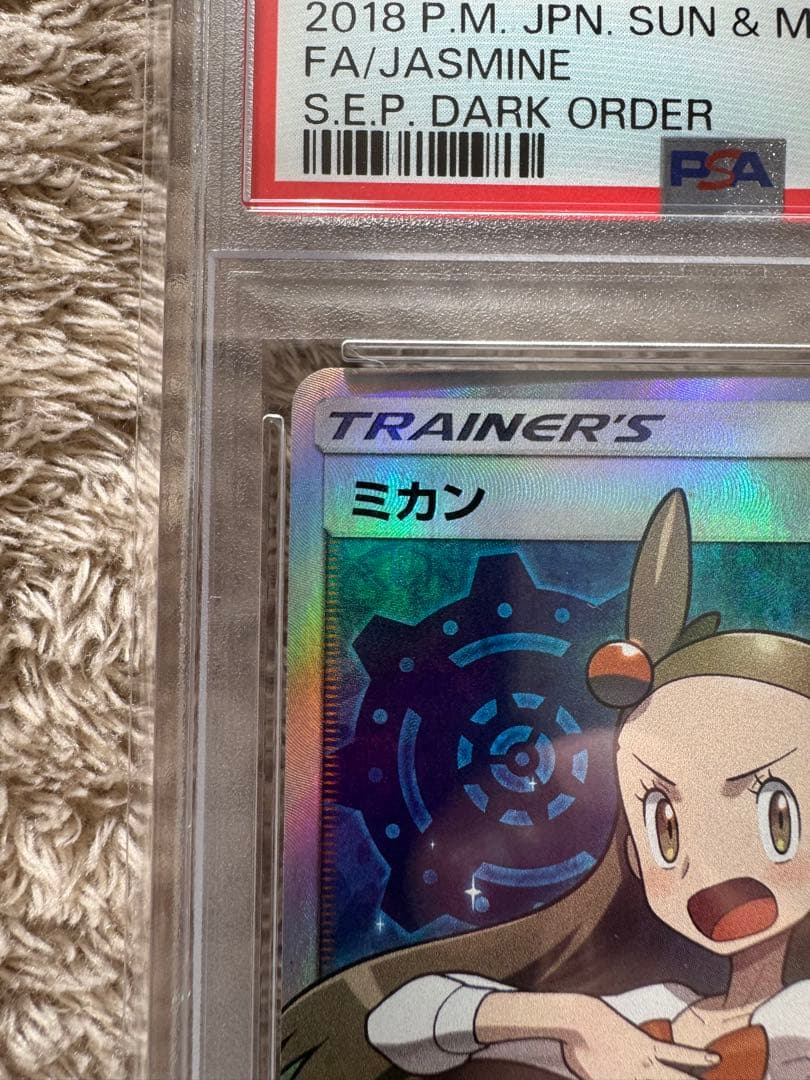 2018 P.M. JPN. SUN & M
FA/JASMINE
S.E.P. DARK ORDER
PSA
TRAINER'S
ミカン